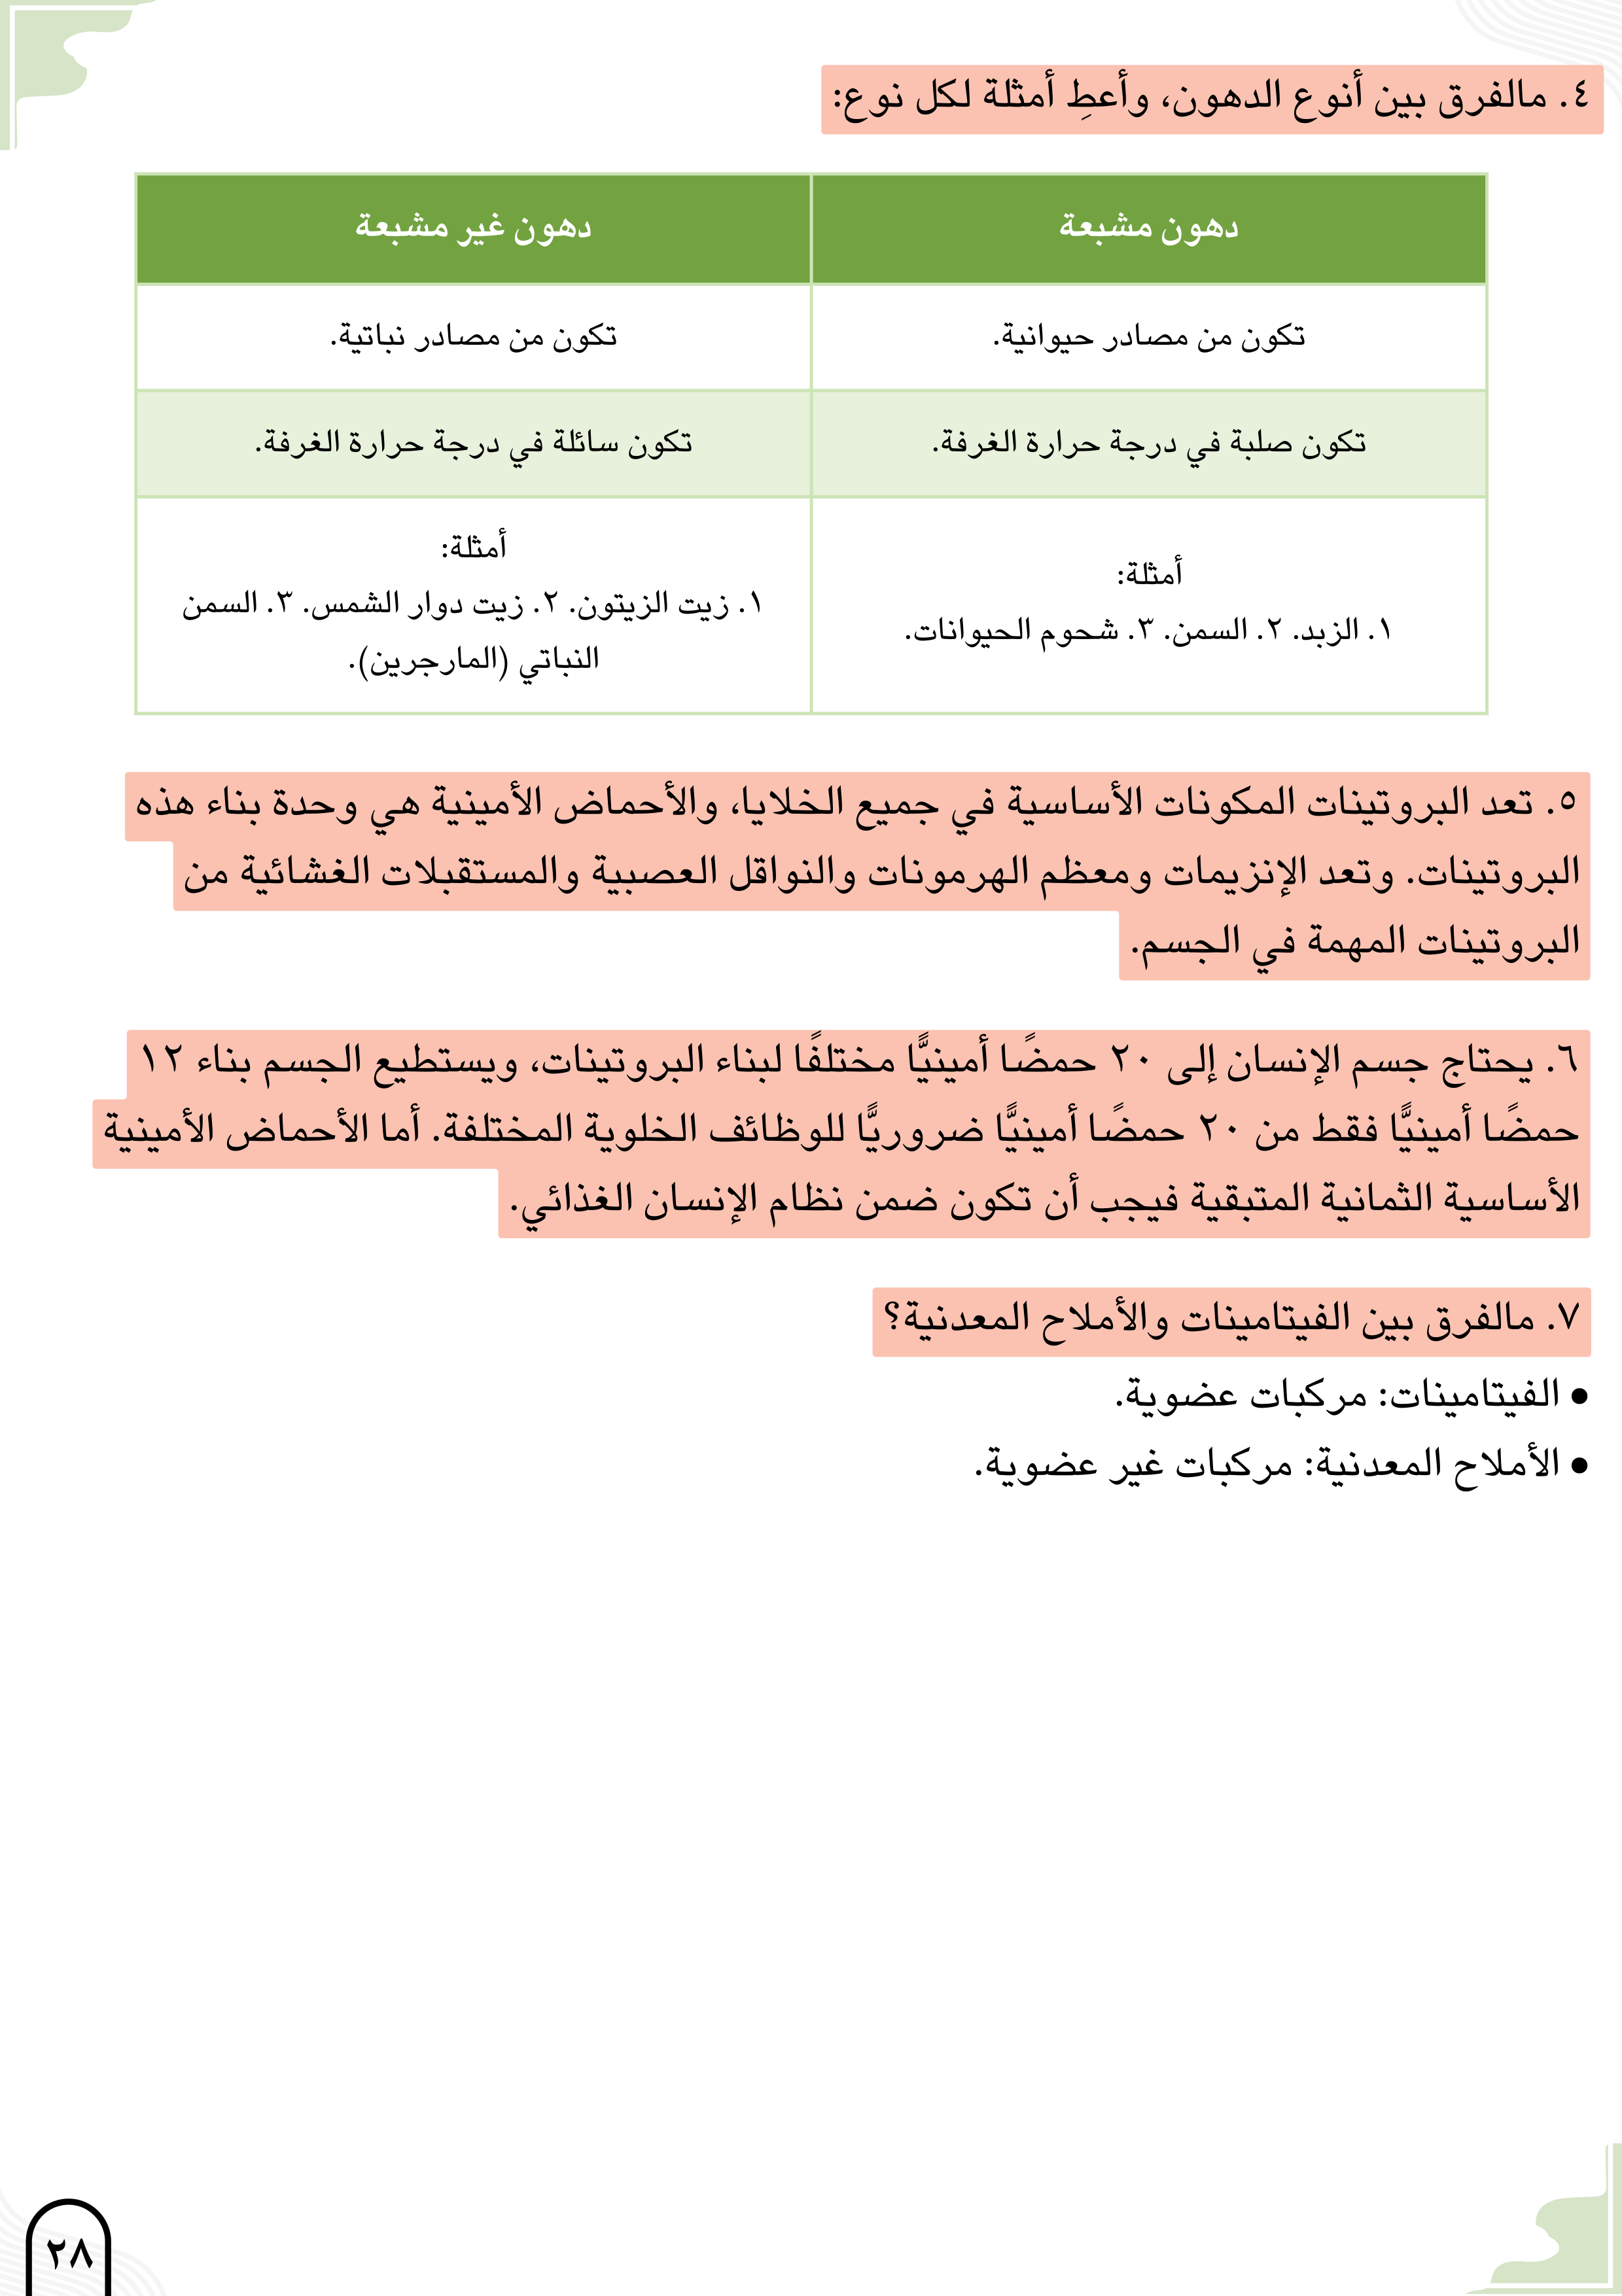 ٤. مالفرق بين أنوع الدهون، وأعطِ أمثلة لكل نوع:
دهون مشبعة
دهون غير مشبعة
تكون من مصادر حيوانية.
تكون من مصادر نباتية.
تكون صلبة في درجة حرارة الغرفة.
تكون سائلة في درجة حرارة الغرفة.
أمثلة:
١. الزبد. ٢. السمن. ٣. شحوم الحيوانات.
أمثلة:
١. زيت الزيتون. ٢. زيت دوار الشمس. ٣. السمن
النباتي (المارجرين).
٥. تعد البروتينات المكونات الأساسية في جميع الخلايا، والأحماض الأمينية هي وحدة بناء هذه
البروتينات. وتعد الإنزيمات ومعظم الهرمونات والنواقل العصبية والمستقبلات الغشائية من
البروتينات المهمة في الجسم.
٦. يحتاج جسم الإنسان إلى ٢٠ حمضًا أمينيًّا مختلفًا لبناء البروتينات، ويستطيع الجسم بناء ١٢
حمضًا أمينيًّا فقط من ٢٠ حمضًا أمينيًّا ضروريًّا للوظائف الخلوية المختلفة. أما الأحماض الأمينية
الأساسية الثمانية المتبقية فيجب أن تكون ضمن نظام الإنسان الغذائي.
٧. مالفرق بين الفيتامينات والأملاح المعدنية؟
• الفيتامينات: مركبات عضوية.
• الأملاح المعدنية: مركبات غير عضوية.
٢٨